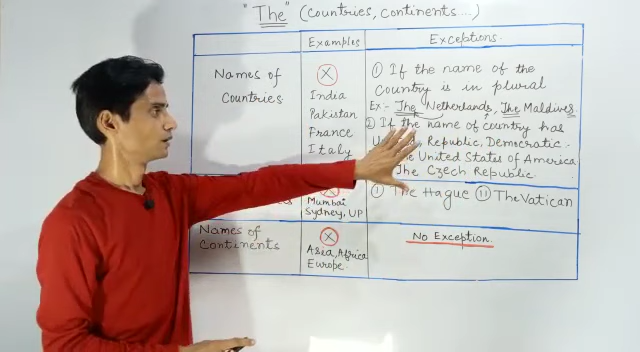 "The" (Countries, Continents....)
Examples
Exceptions
Names of
Countries
X
India
Pakistan
France
Italy
① If the name of the
Country is in plural
Ex:- The Netherlands, The Maldives
② If the name of country has
Republic, Democratic.
The United States of America
The Czech Republic.
X
Mumbai
Sydney, UP
① The Hague ⑪ The Vatican
Names of
Continents
X
Asia, Africa
Europe.
No Exception.